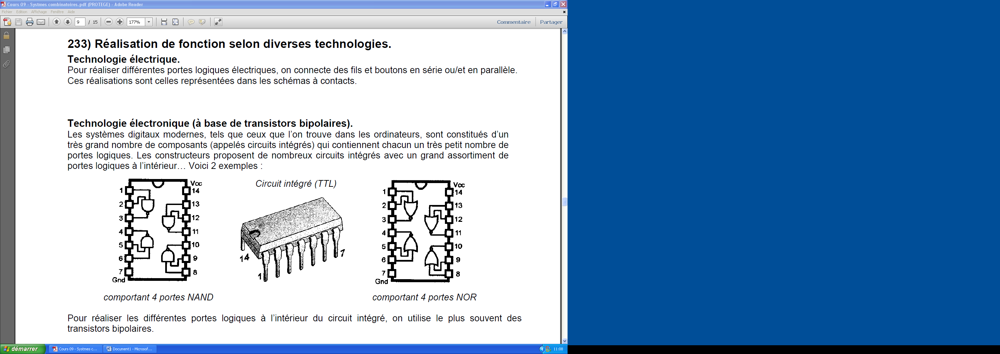 Cours 09 - Systmes combinatoires.pdf (PROTEGE) - Adobe Reader
Fichier Edition Affichage Fenêtre Aide
9 / 15 177% Commentaire Partager
233) Réalisation de fonction selon diverses technologies.
Technologie électrique.
Pour réaliser différentes portes logiques électriques, on connecte des fils et boutons en série ou/et en parallèle.
Ces réalisations sont celles représentées dans les schémas à contacts.
Technologie électronique (à base de transistors bipolaires).
Les systèmes digitaux modernes, tels que ceux que l'on trouve dans les ordinateurs, sont constitués d'un
très grand nombre de composants (appelés circuits intégrés) qui contiennent chacun un très petit nombre de
portes logiques. Les constructeurs proposent de nombreux circuits intégrés avec un grand assortiment de
portes logiques à l'intérieur… Voici 2 exemples :
Vcc
1 14
2 13
3 12
4 11
5 10
6 9
7 8
Gnd
comportant 4 portes NAND
Circuit intégré (TTL)
14
1
7
Vcc
1 14
2 13
3 12
4 11
5 10
6 9
7 8
Gnd
comportant 4 portes NOR
Pour réaliser les différentes portes logiques à l'intérieur du circuit intégré, on utilise le plus souvent des
transistors bipolaires.
démarrer Cours 09 - Systmes c... Document1 - Microsof... 11:08